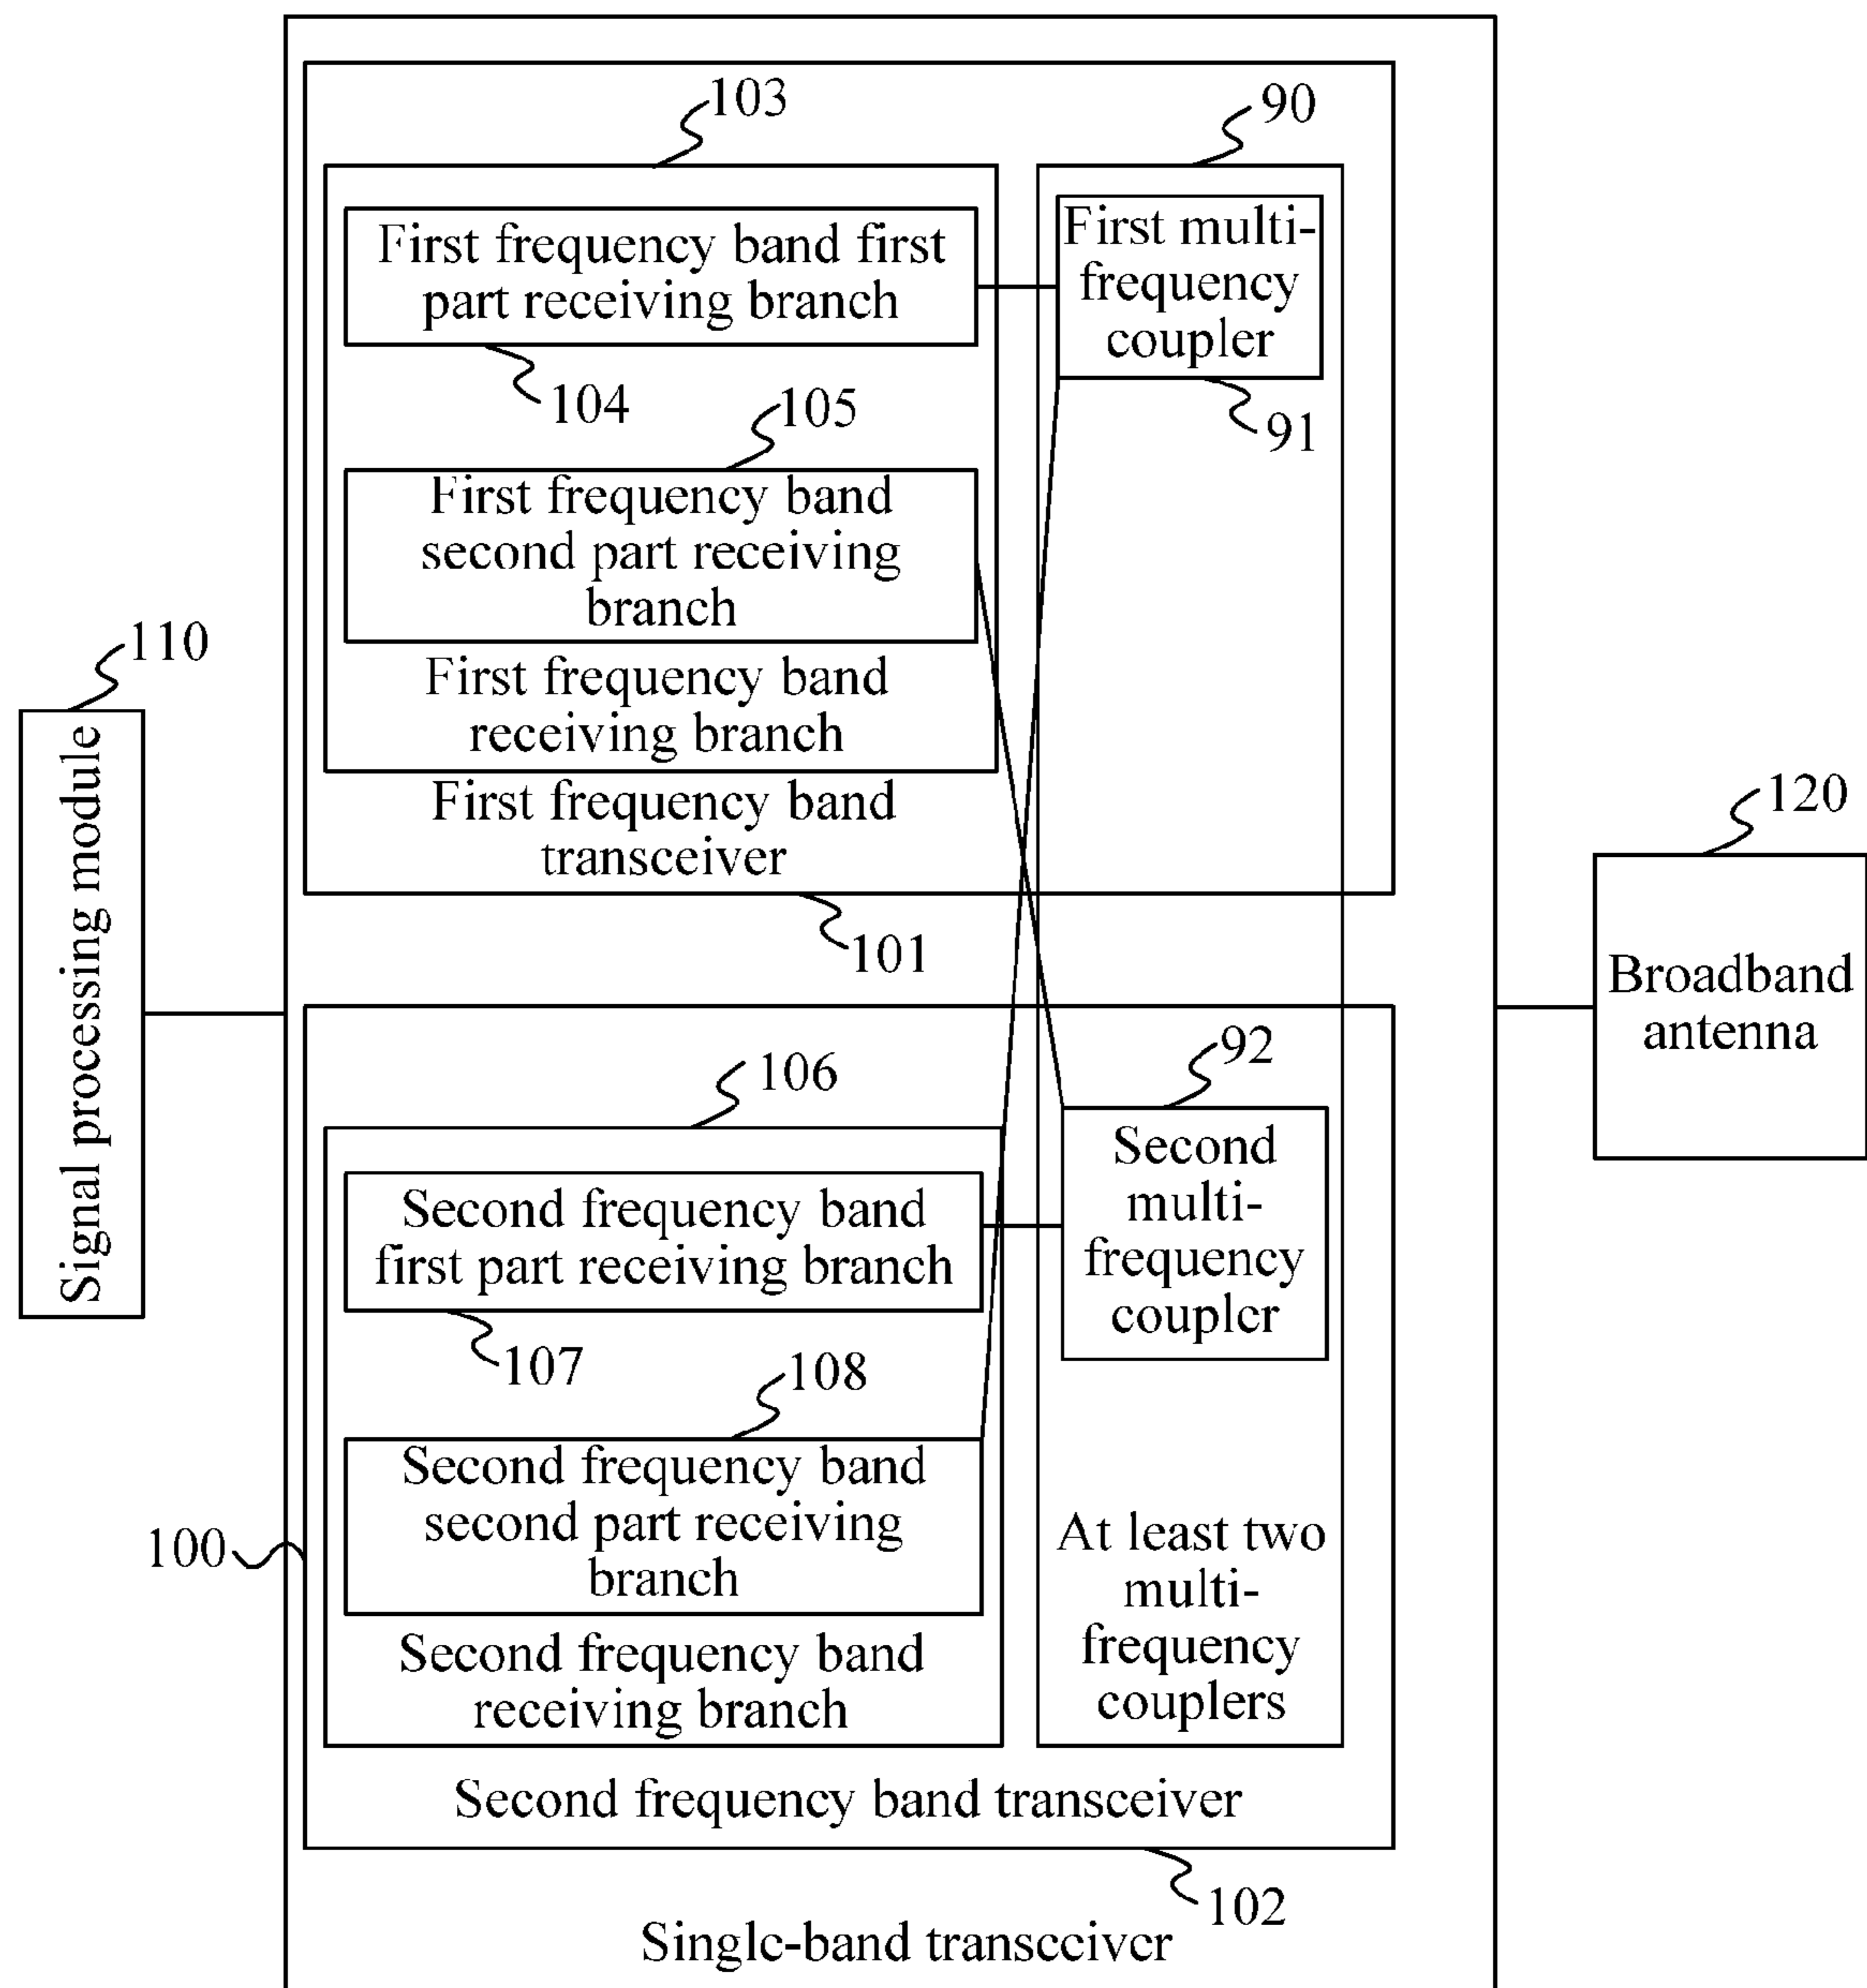 103
90
First frequency band first
part receiving branch
First multi-
frequency
coupler
104
105
91
First frequency band
second part receiving
branch
110
First frequency band
receiving branch
Signal processing module
First frequency band
transceiver
120
101
Broadband
antenna
92
106
Second
multi-
frequency
coupler
Second frequency band
first part receiving branch
107
108
Second frequency band
second part receiving
branch
100
At least two
multi-
frequency
couplers
Second frequency band
receiving branch
Second frequency band transceiver
102
Single-band transceiver